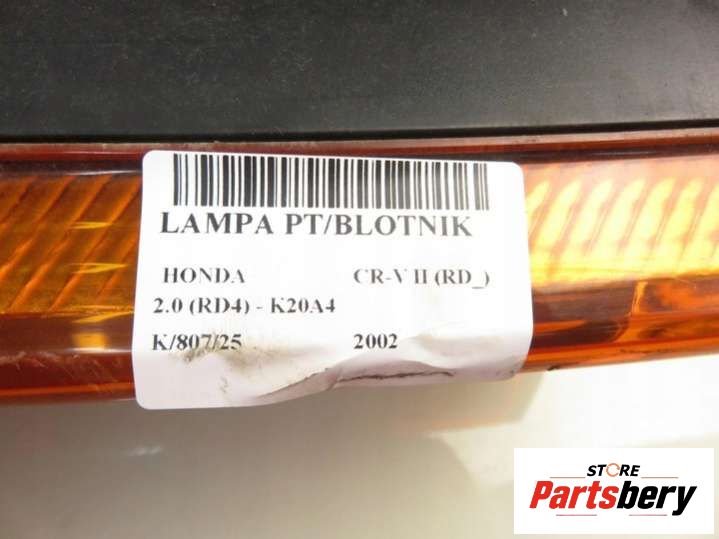 LAMPA PT/BLOTNIK
HONDA CR-V II (RD_)
2.0 (RD4) - K20A4
K/807/25 2002
STORE
Partsbery